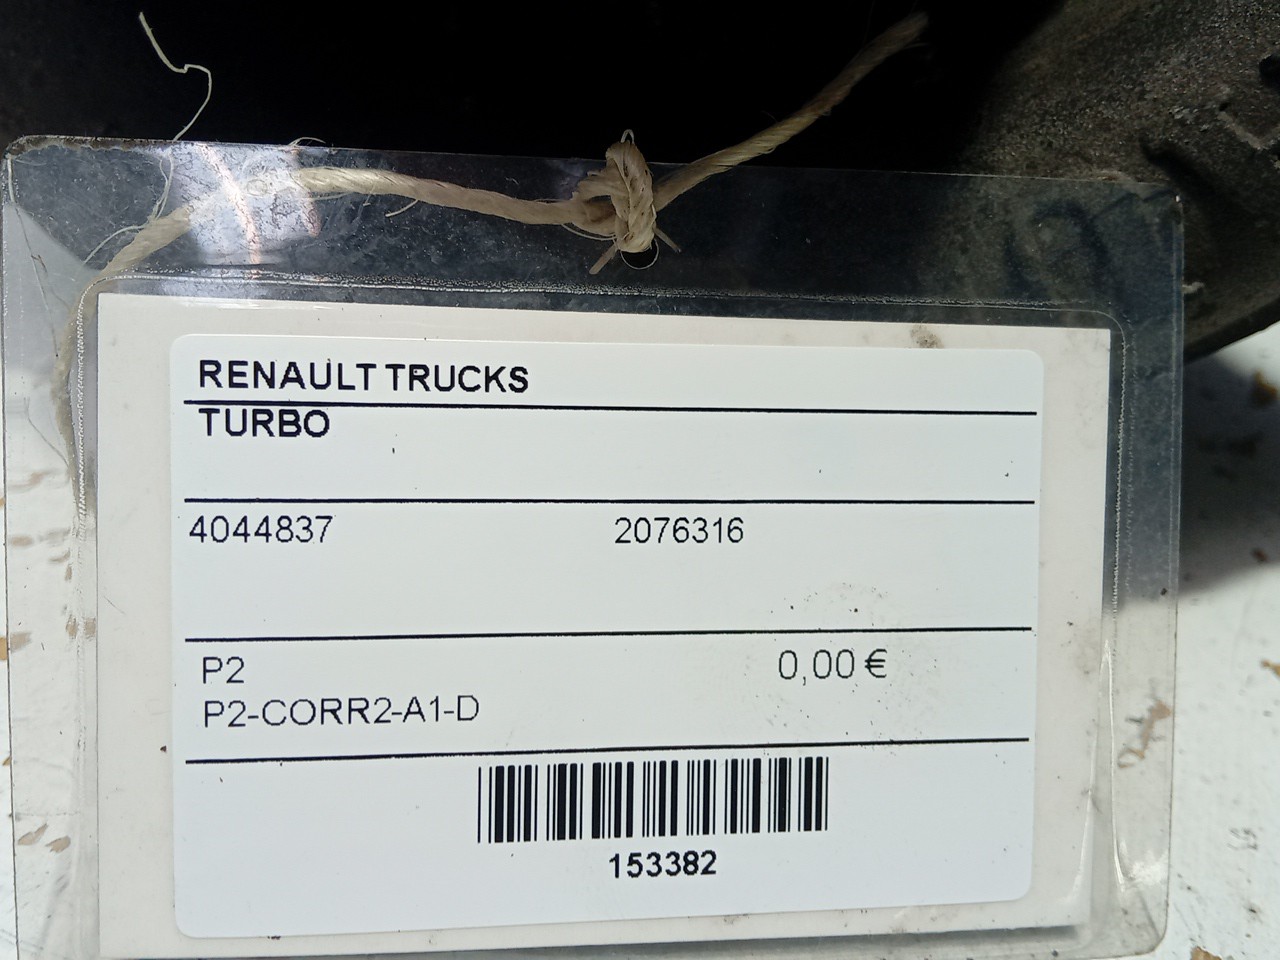 RENAULT TRUCKS
TURBO
4044837 2076316
P2 0,00 €
P2-CORR2-A1-D
153382